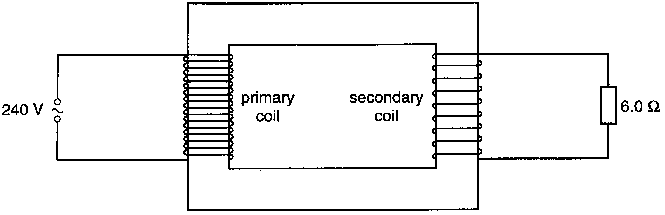 240 V
primary
coil
secondary
coil
6.0 Ω